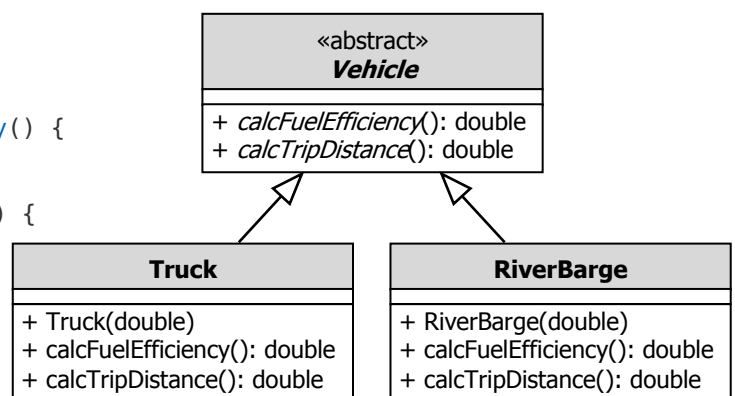 «abstract»
Vehicle
y() {
+ calcFuelEfficiency(): double
+ calcTripDistance(): double
) {
Truck
+ Truck(double)
+ calcFuelEfficiency(): double
+ calcTripDistance(): double
RiverBarge
+ RiverBarge(double)
+ calcFuelEfficiency(): double
+ calcTripDistance(): double